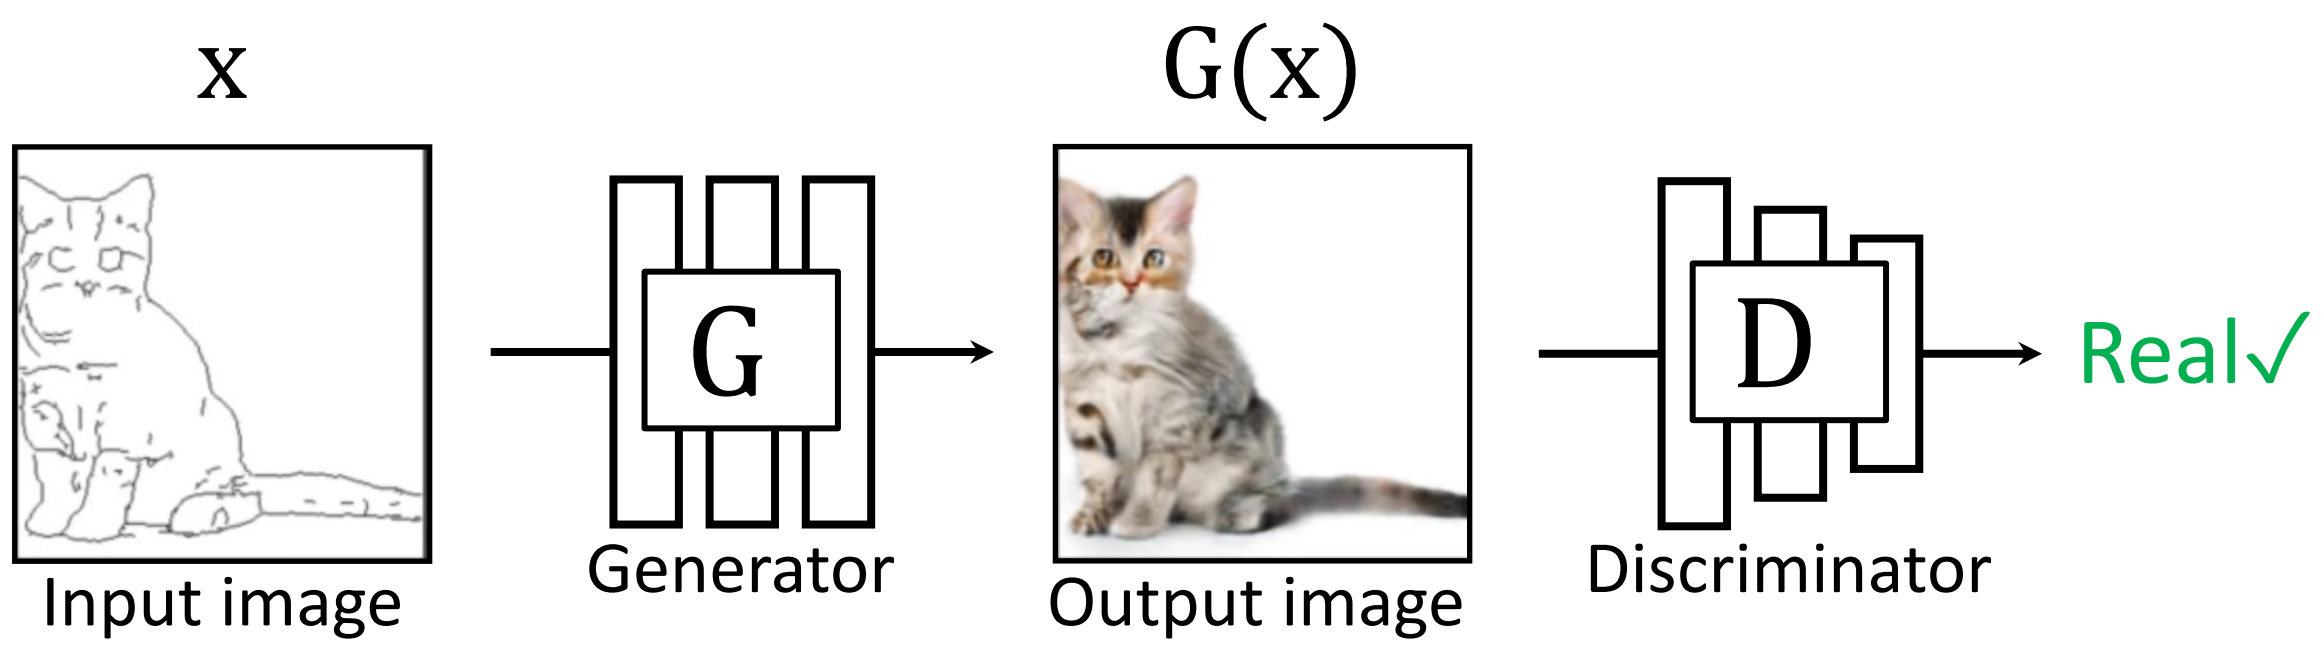 x
G(x)
G
D
Real✓
Generator
Discriminator
Input image
Output image